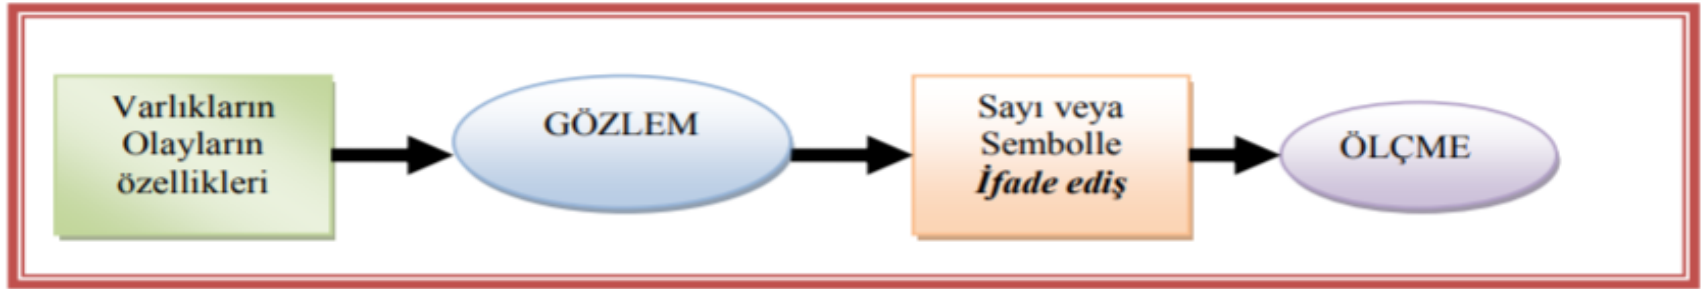 Varlıkların
Olayların
özellikleri
GÖZLEM
Sayı veya
Sembolle
İfade ediş
ÖLÇME